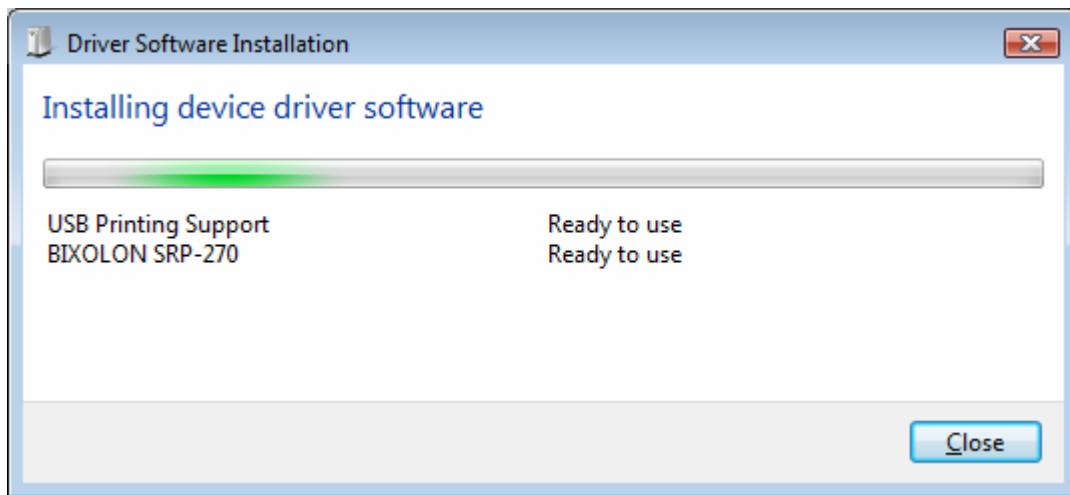 Driver Software Installation
Installing device driver software
USB Printing Support Ready to use
BIXOLON SRP-270 Ready to use
Close